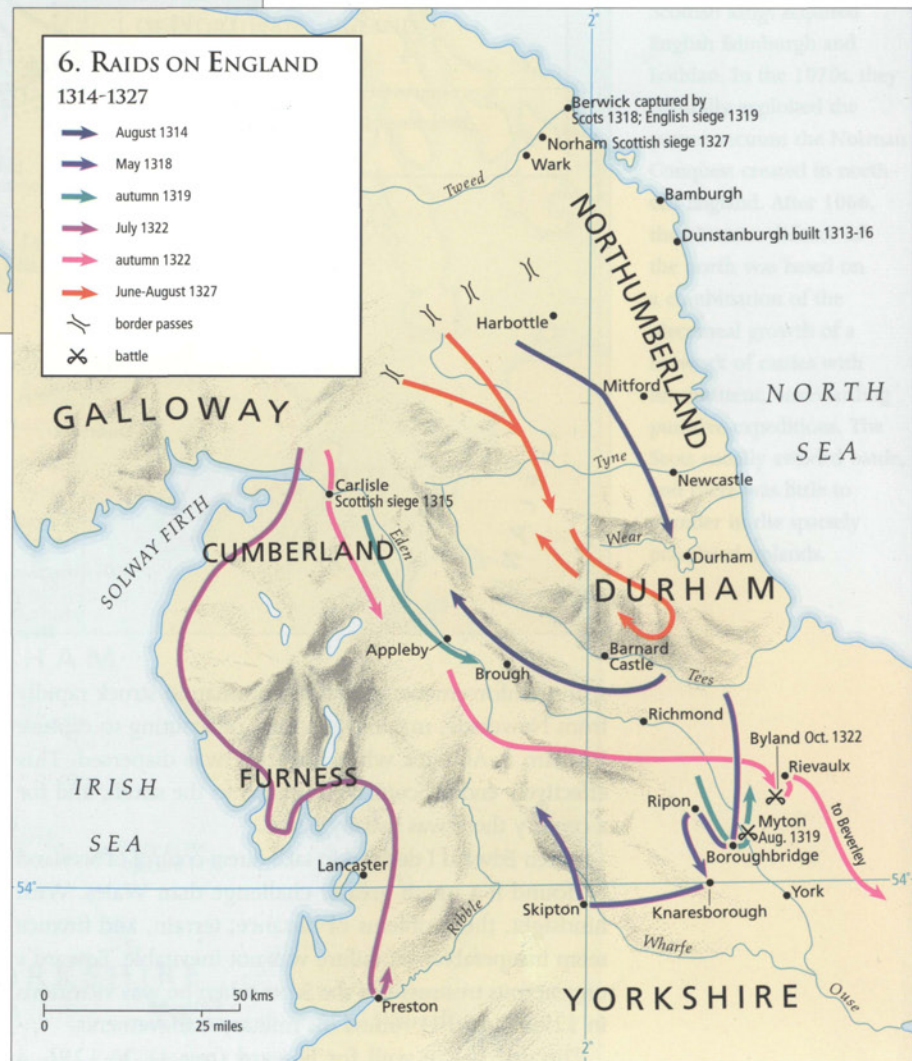 6. RAIDS ON ENGLAND
1314-1327
August 1314
May 1318
autumn 1319
July 1322
autumn 1322
June-August 1327
border passes
battle
2°
Berwick captured by
Scots 1318; English siege 1319
Norham Scottish siege 1327
Wark
Tweed
Bamburgh
Dunstanburgh built 1313-16
NORTHUMBERLAND
Harbottle
Mitford
GALLOWAY
NORTH
SEA
Tyne
Newcastle
Carlisle
Scottish siege 1315
SOLWAY FIRTH
CUMBERLAND
Eden
Wear
Durham
DURHAM
Appleby
Brough
Barnard
Castle
Tees
Richmond
Byland Oct. 1322
Rievaulx
IRISH
SEA
FURNESS
Ripon
Myton
Aug. 1319
to Beverley
Boroughbridge
Lancaster
54°
54°
Skipton
Knaresborough
York
Ribble
Wharfe
Ouse
YORKSHIRE
Preston
0 50 kms
0 25 miles
2°